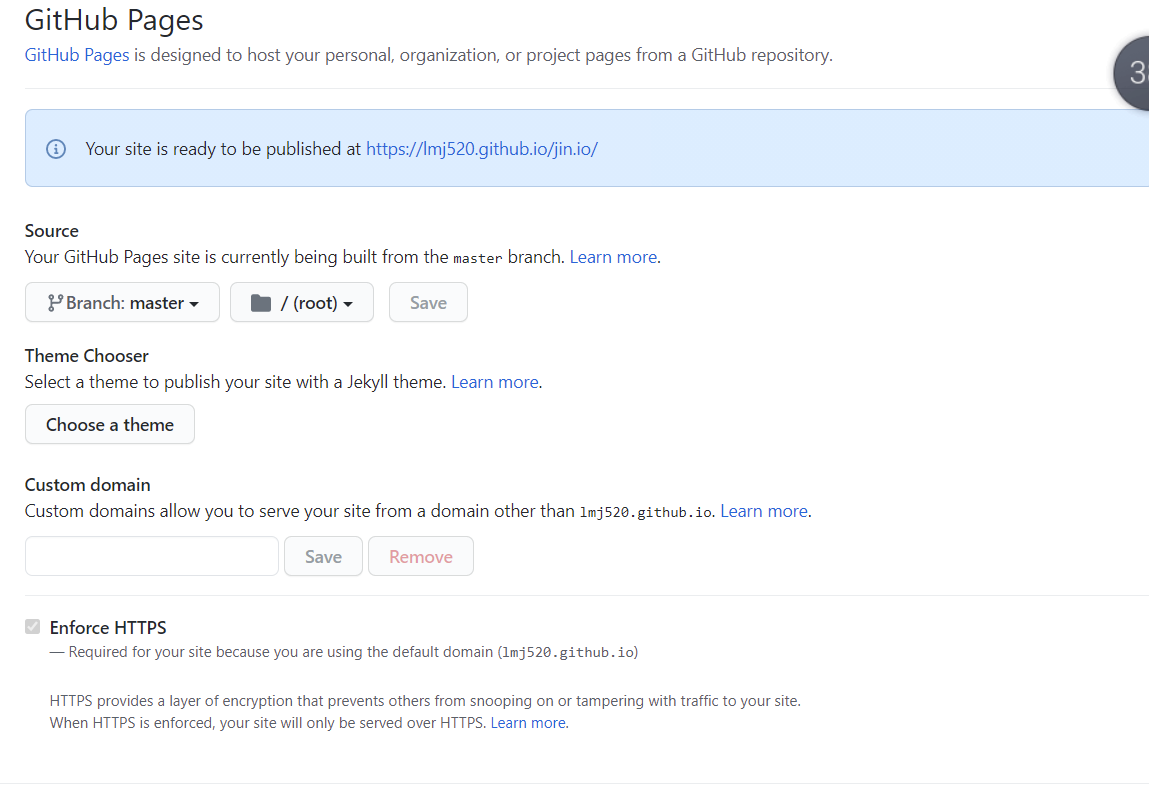 GitHub Pages
GitHub Pages is designed to host your personal, organization, or project pages from a GitHub repository.
38
Your site is ready to be published at https://lmj520.github.io/jin.io/
Source
Your GitHub Pages site is currently being built from the master branch. Learn more.
Branch: master / (root) Save
Theme Chooser
Select a theme to publish your site with a Jekyll theme. Learn more.
Choose a theme
Custom domain
Custom domains allow you to serve your site from a domain other than lmj520.github.io. Learn more.
Save Remove
Enforce HTTPS
— Required for your site because you are using the default domain (lmj520.github.io)
HTTPS provides a layer of encryption that prevents others from snooping on or tampering with traffic to your site.
When HTTPS is enforced, your site will only be served over HTTPS. Learn more.